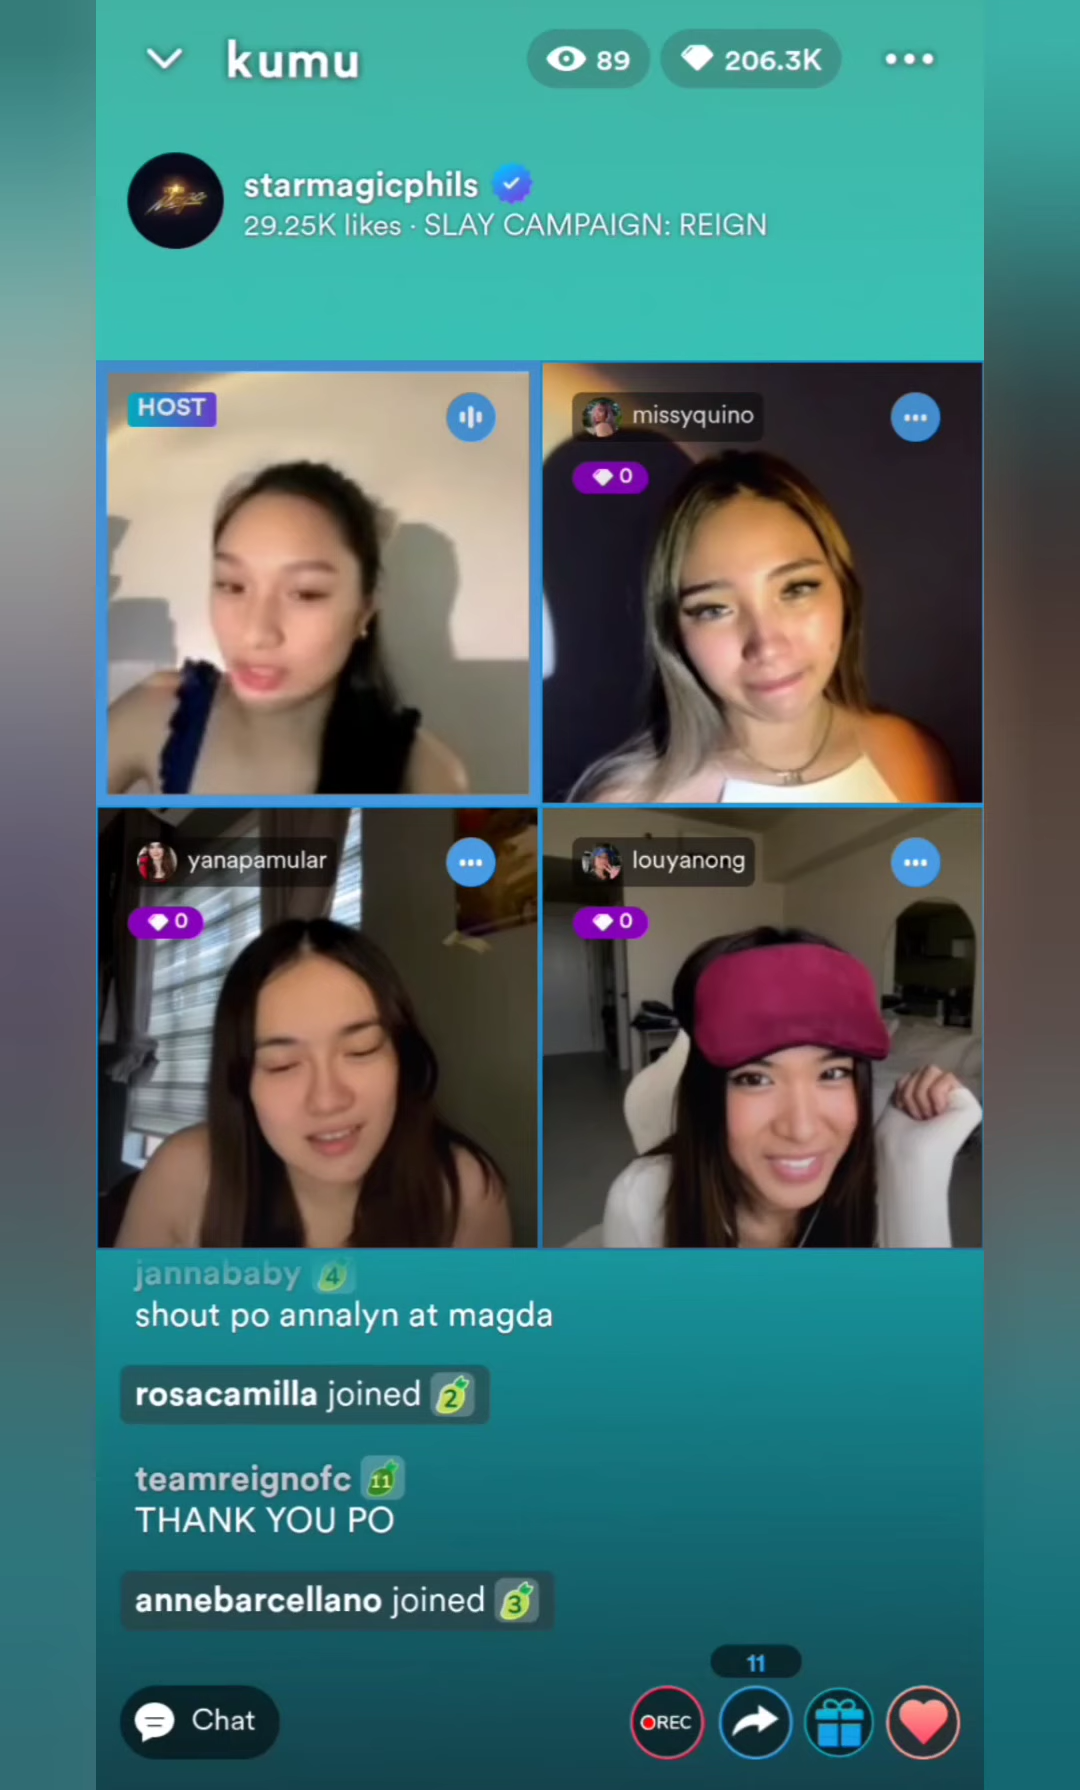 kumu
89
206.3K
starmagicphils
29.25K likes · SLAY CAMPAIGN: REIGN
HOST
missyquino
0
yanapamular
0
louyanong
0
jannababy 4
shout po annalyn at magda
rosacamilla joined 2
teamreignofc 11
THANK YOU PO
annebarcellano joined 3
11
Chat
REC